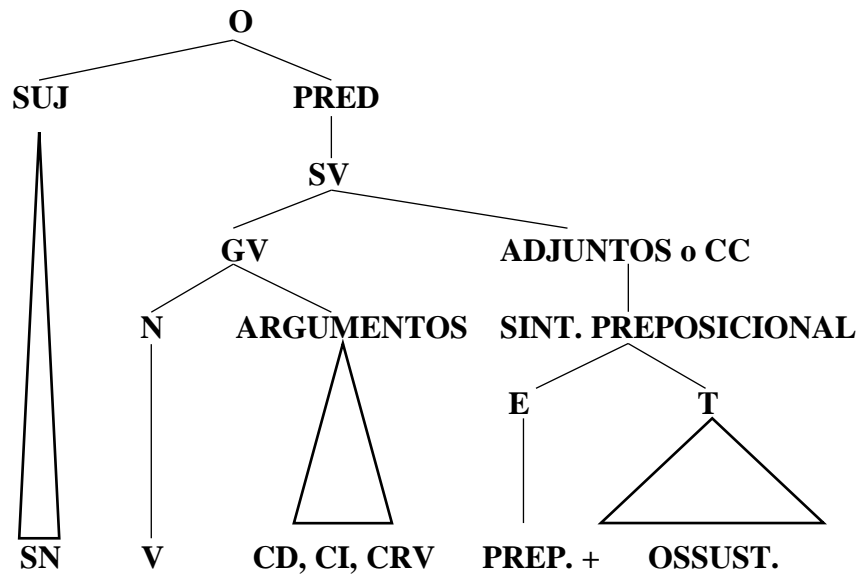 O
SUJ PRED
SV
GV ADJUNTOS o CC
N ARGUMENTOS SINT. PREPOSICIONAL
E T
SN V CD, CI, CRV PREP. + OSSUST.